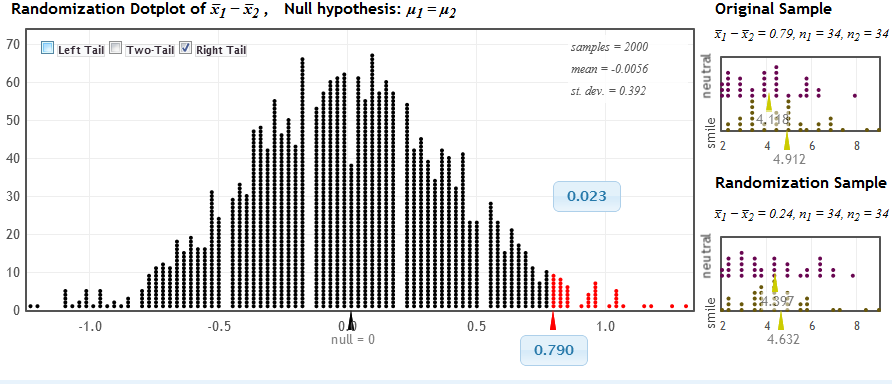 Randomization Dotplot of x̄₁ − x̄₂ , Null hypothesis: μ₁ = μ₂
Left Tail Two-Tail Right Tail
samples = 2000
mean = -0.0056
st. dev. = 0.392
70
60
50
40
30
20
10
0
0.023
-1.0 -0.5 0.0 0.5 1.0
null = 0
0.790
Original Sample
x̄₁ − x̄₂ = 0.79, n₁ = 34, n₂ = 34
neutral
4.118
smile
2 4 6 8
4.912
Randomization Sample
x̄₁ − x̄₂ = 0.24, n₁ = 34, n₂ = 34
neutral
4.397
smile
2 4 6 8
4.632